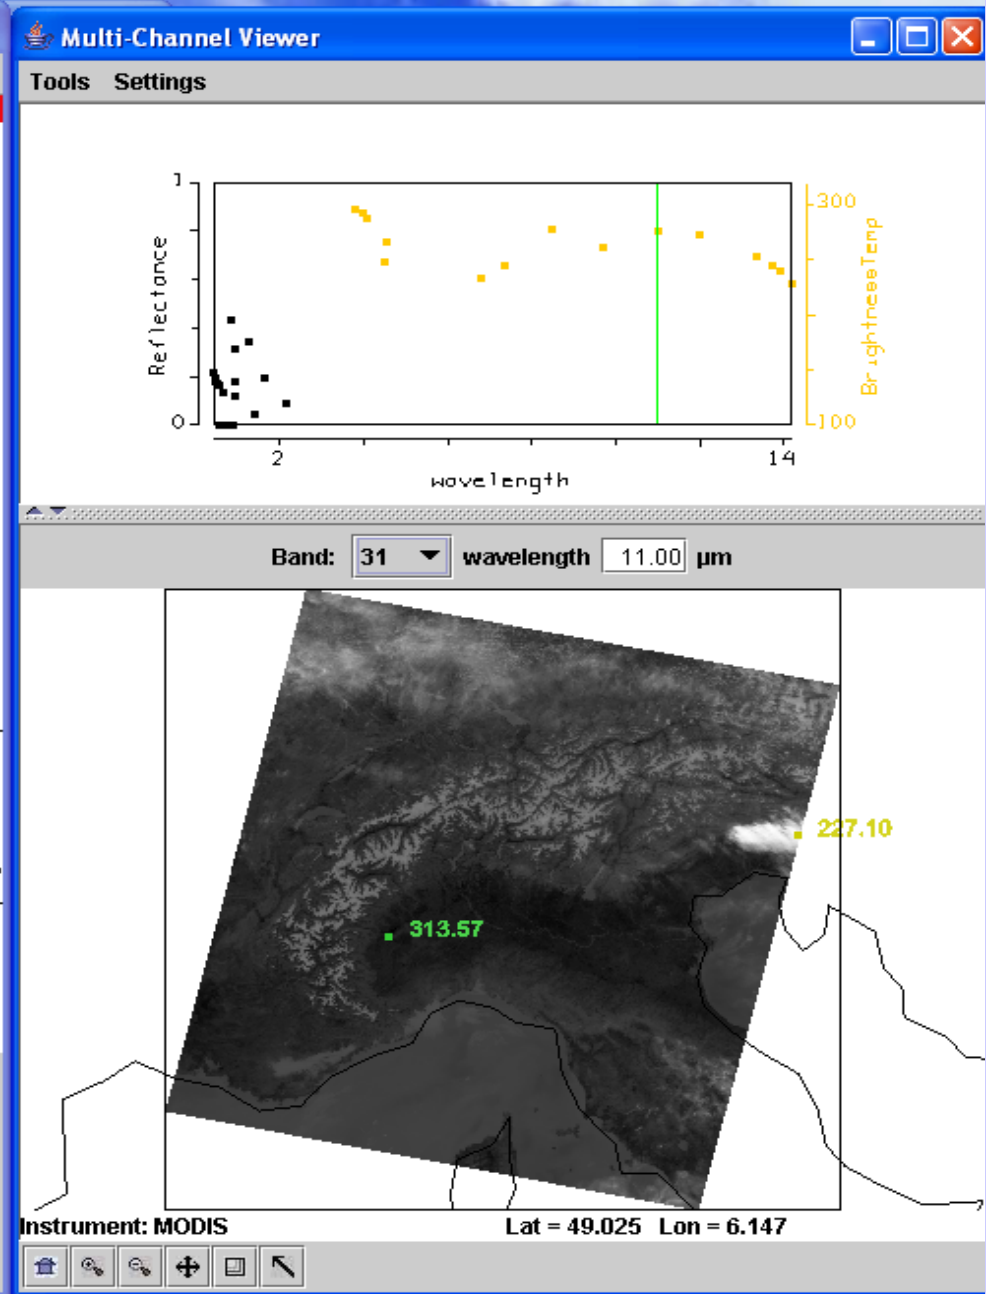 Multi-Channel Viewer
Tools Settings
1
300
Reflectance
BrightnessTemp
0
100
2
14
wavelength
Band: 31 wavelength 11.00 µm
227.10
313.57
Instrument: MODIS Lat = 49.025 Lon = 6.147